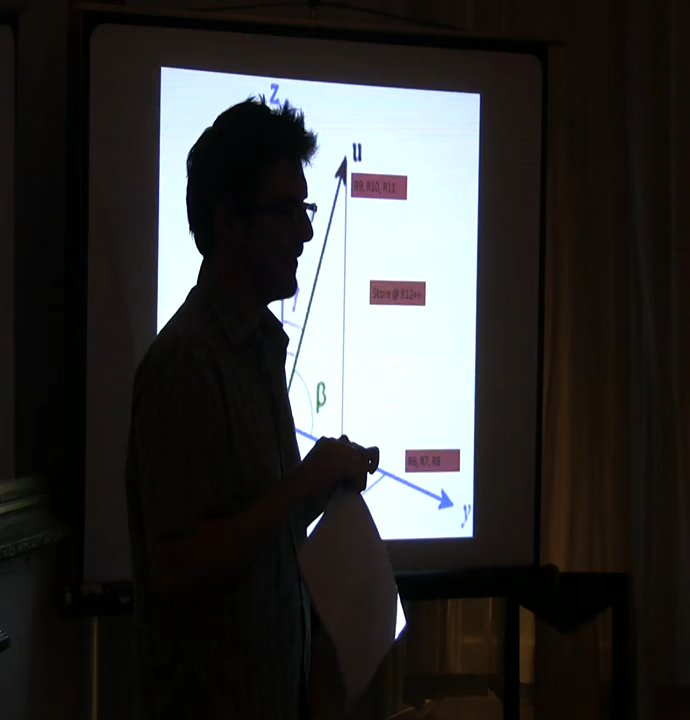 z
u
R9, R10, R11
Store @ R12++
γ
β
R6, R7, R8
y